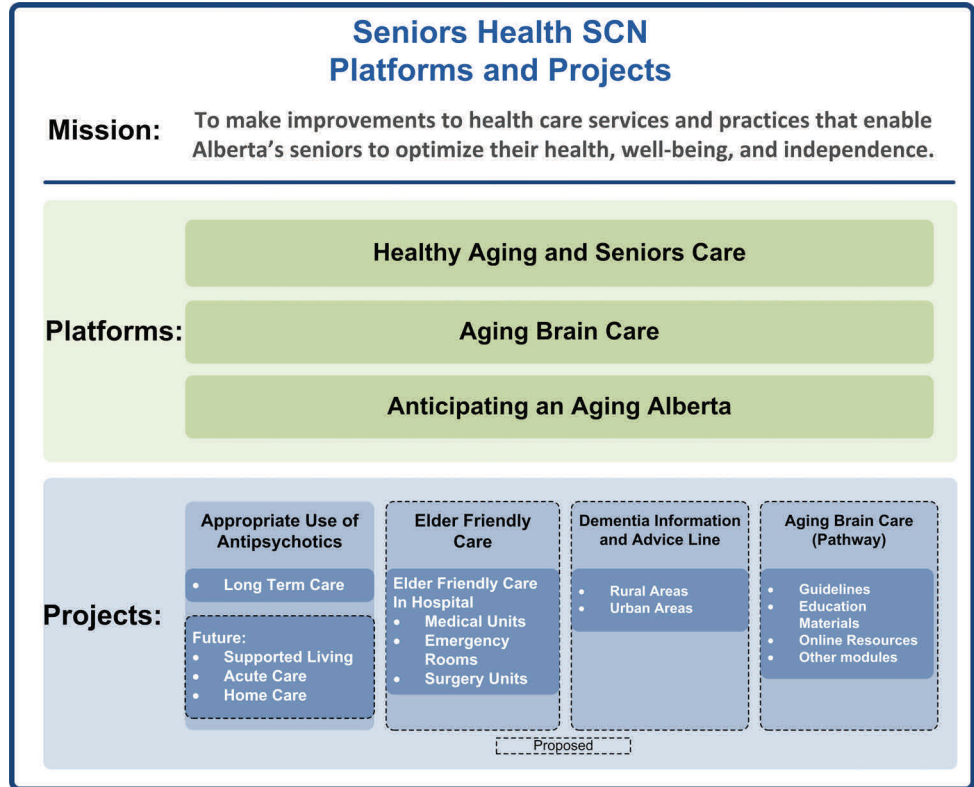 Seniors Health SCN
Platforms and Projects
Mission:
To make improvements to health care services and practices that enable
Alberta's seniors to optimize their health, well-being, and independence.
Platforms:
Healthy Aging and Seniors Care
Aging Brain Care
Anticipating an Aging Alberta
Projects:
Appropriate Use of
Antipsychotics
• Long Term Care
Future:
• Supported Living
• Acute Care
• Home Care
Elder Friendly
Care
Elder Friendly Care
In Hospital
• Medical Units
• Emergency
Rooms
• Surgery Units
Dementia Information
and Advice Line
• Rural Areas
• Urban Areas
Aging Brain Care
(Pathway)
• Guidelines
• Education
Materials
• Online Resources
• Other modules
Proposed